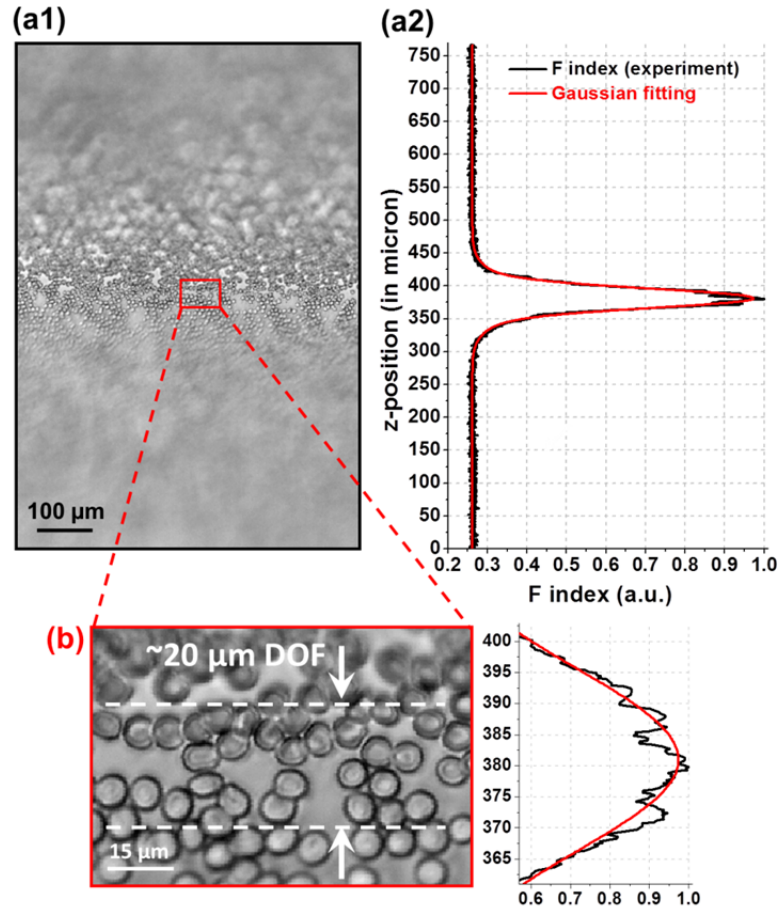 (a1)
(a2)
750
700
650
600
550
500
450
400
350
300
250
200
150
100
50
0
z-position (in micron)
F index (experiment)
Gaussian fitting
0.2 0.3 0.4 0.5 0.6 0.7 0.8 0.9 1.0
F index (a.u.)
100 μm
(b)
~20 μm DOF
15 μm
400
395
390
385
380
375
370
365
0.6 0.7 0.8 0.9 1.0